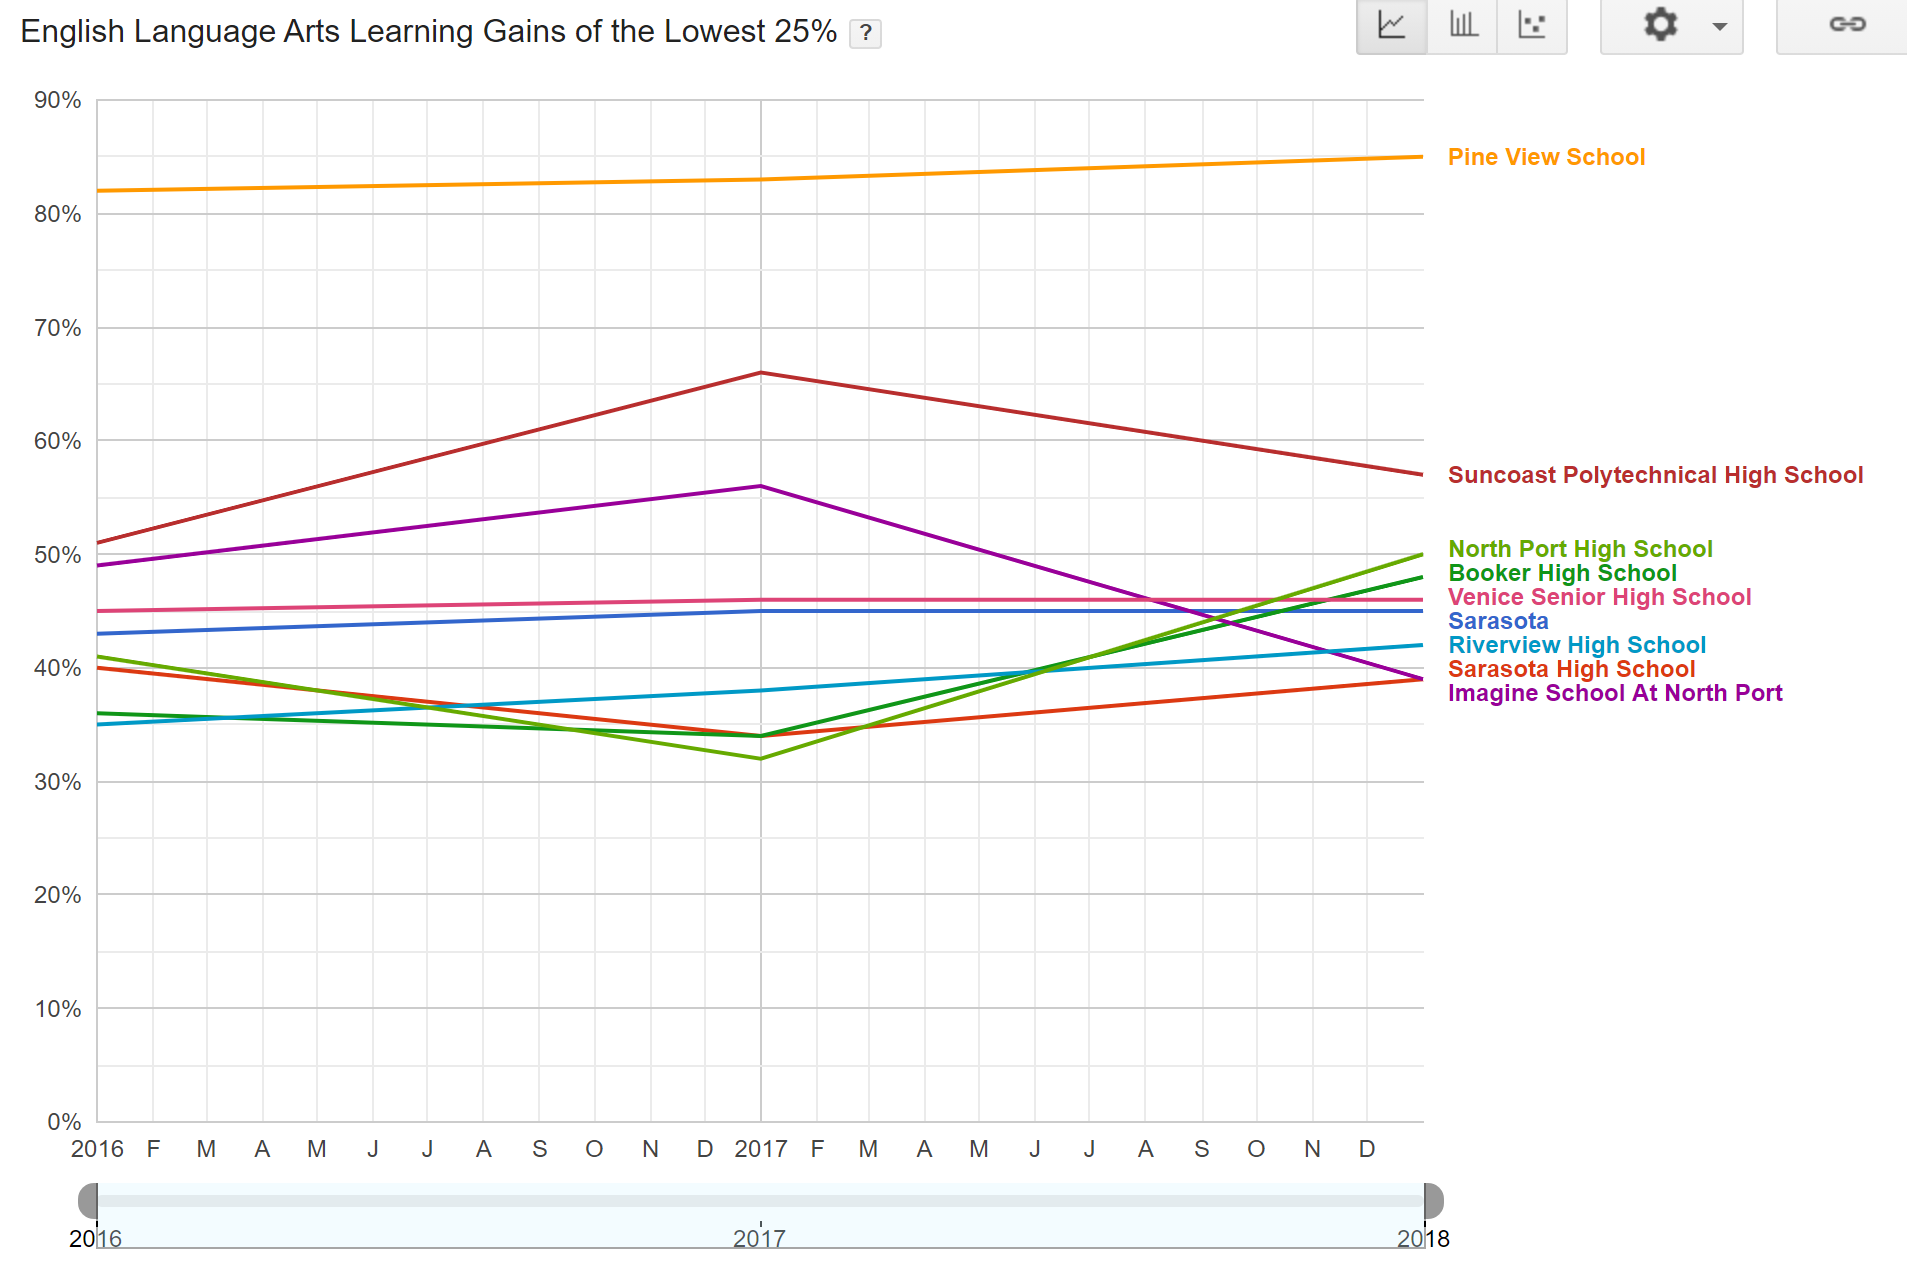 English Language Arts Learning Gains of the Lowest 25% ?
90%
Pine View School
80%
70%
60%
Suncoast Polytechnical High School
50%
North Port High School
Booker High School
Venice Senior High School
Sarasota
Riverview High School
40%
Sarasota High School
Imagine School At North Port
30%
20%
10%
0%
2016 F M A M J J A S O N D 2017 F M A M J J A S O N D
2016 2017 2018